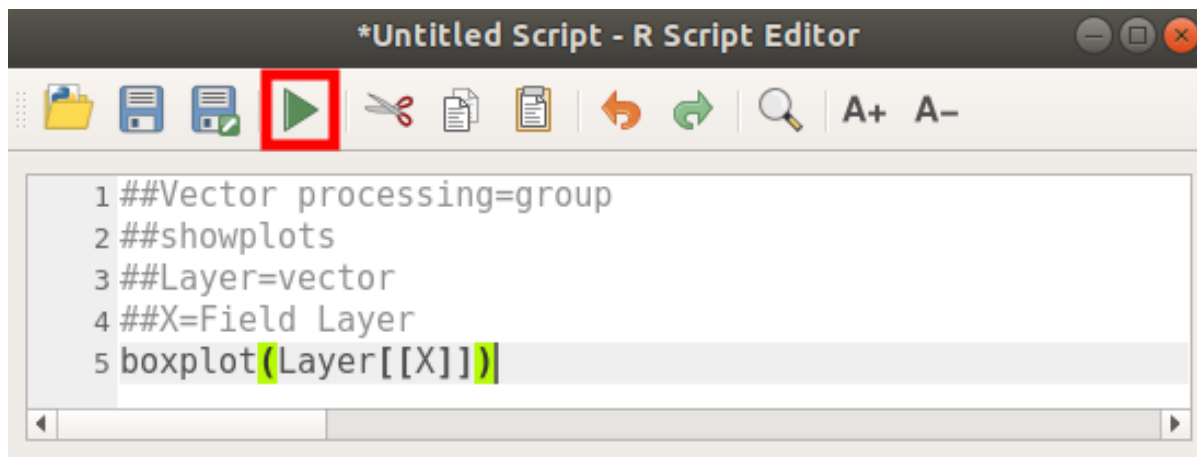 *Untitled Script - R Script Editor
A+ A-
1 ##Vector processing=group
2 ##showplots
3 ##Layer=vector
4 ##X=Field Layer
5 boxplot(Layer[[X]])